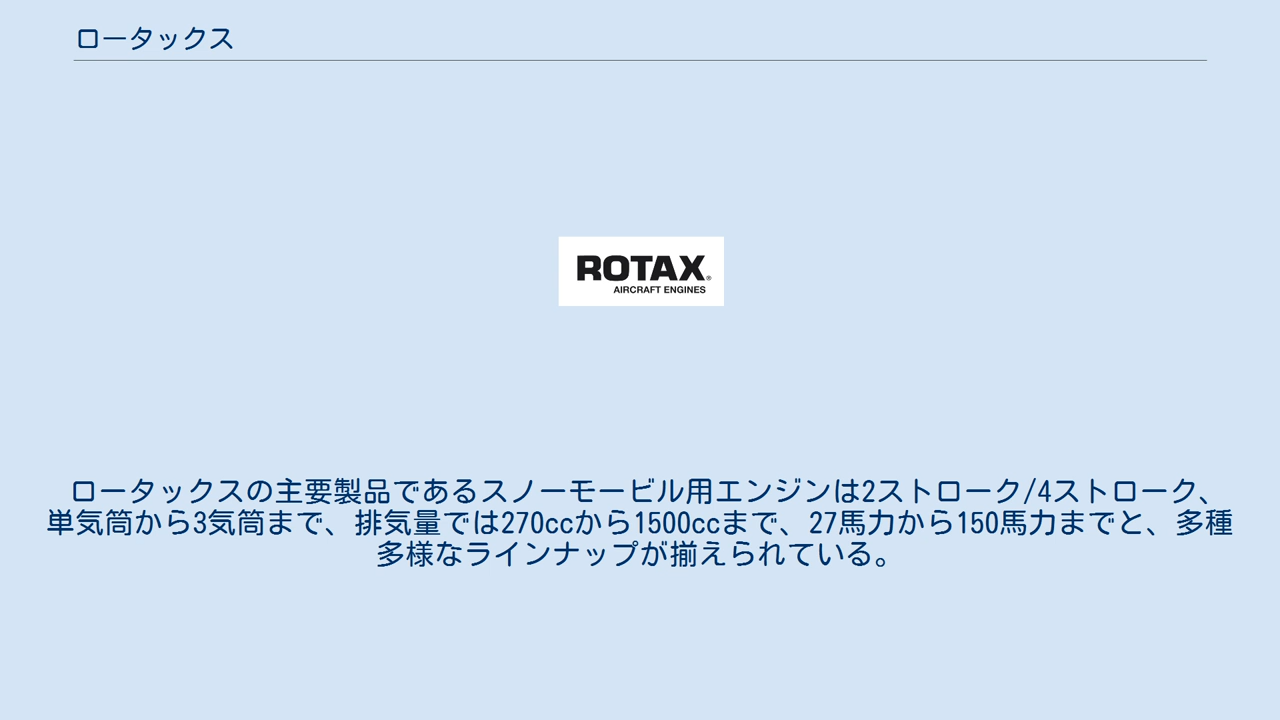 ロータックス
ROTAX®
AIRCRAFT ENGINES
ロータックスの主要製品であるスノーモービル用エンジンは2ストローク/4ストローク、
単気筒から3気筒まで、排気量では270ccから1500ccまで、27馬力から150馬力までと、多種
多様なラインナップが揃えられている。